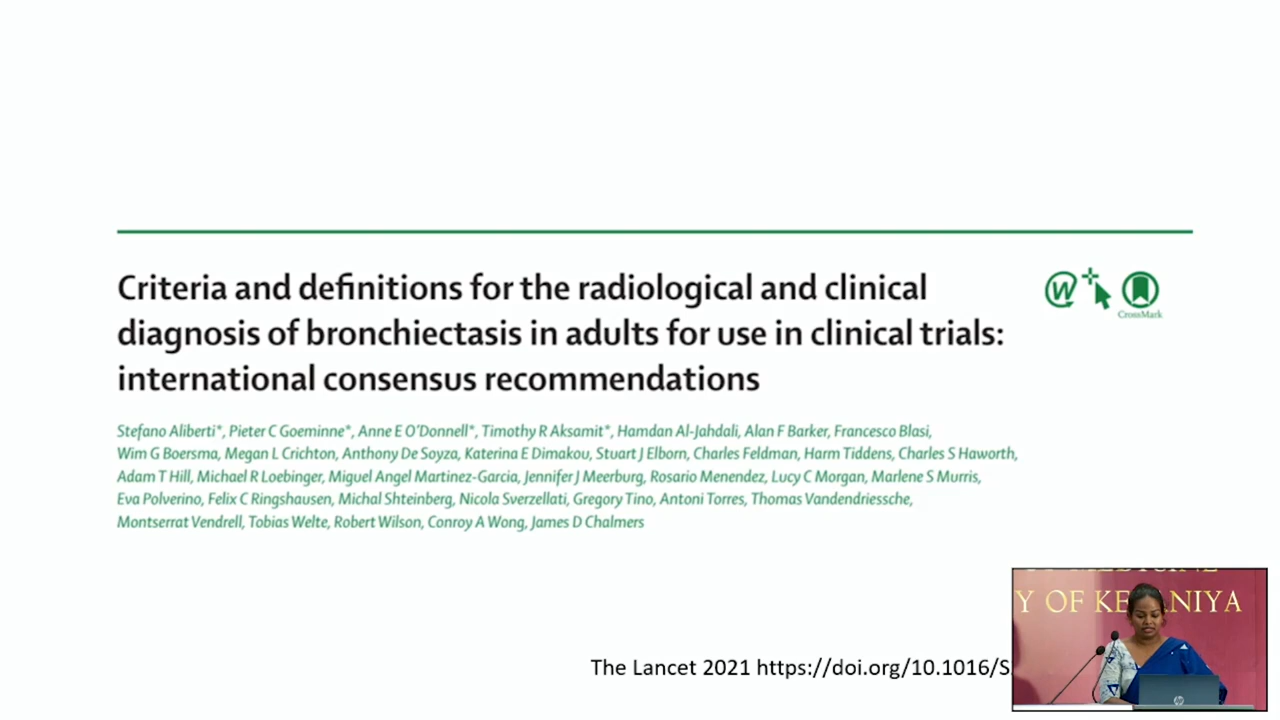 Criteria and definitions for the radiological and clinical
diagnosis of bronchiectasis in adults for use in clinical trials:
international consensus recommendations
CrossMark
Stefano Aliberti*, Pieter C Goeminne*, Anne E O'Donnell*, Timothy R Aksamit*, Hamdan Al-Jahdali, Alan F Barker, Francesco Blasi,
Wim G Boersma, Megan L Crichton, Anthony De Soyza, Katerina E Dimakou, Stuart J Elborn, Charles Feldman, Harm Tiddens, Charles S Haworth,
Adam T Hill, Michael R Loebinger, Miguel Angel Martinez-Garcia, Jennifer J Meerburg, Rosario Menendez, Lucy C Morgan, Marlene S Murris,
Eva Polverino, Felix C Ringshausen, Michal Shteinberg, Nicola Sverzellati, Gregory Tino, Antoni Torres, Thomas Vandendriessche,
Montserrat Vendrell, Tobias Welte, Robert Wilson, Conroy A Wong, James D Chalmers
Y OF KE NIYA
The Lancet 2021 https://doi.org/10.1016/S
hp